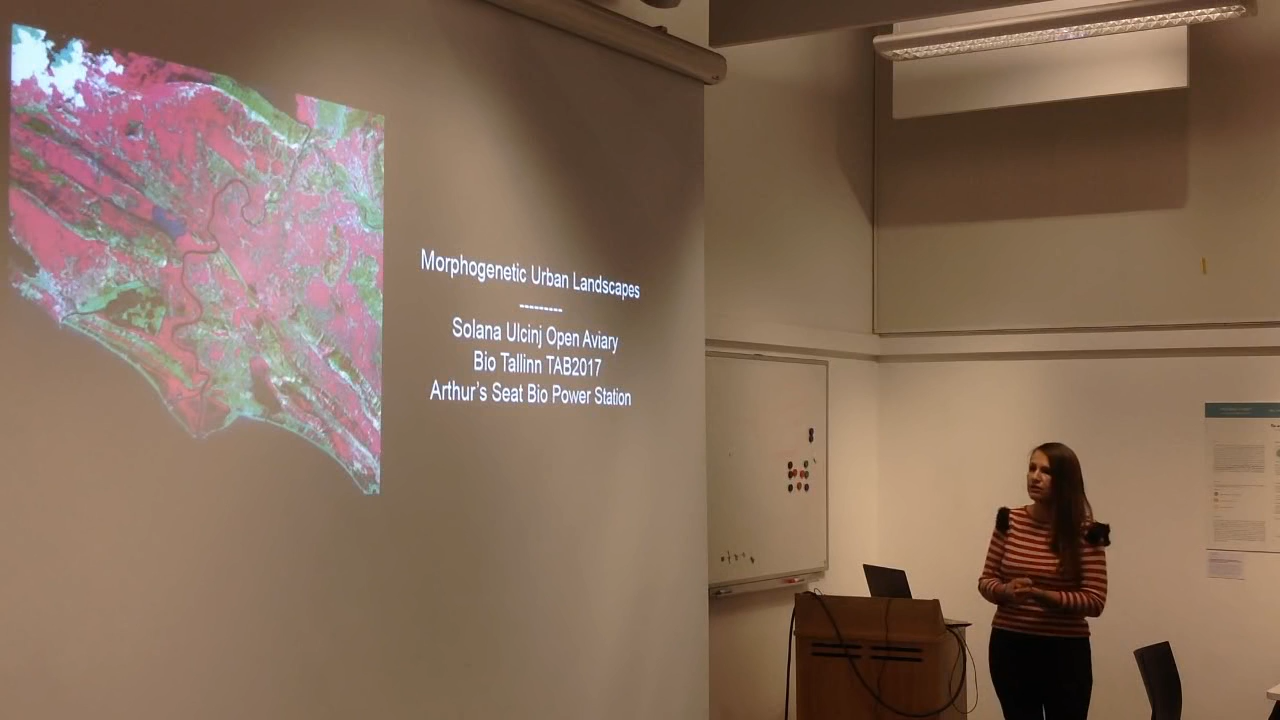 Morphogenetic Urban Landscapes
---------
Solana Ulcinj Open Aviary
Bio Tallinn TAB2017
Arthur's Seat Bio Power Station